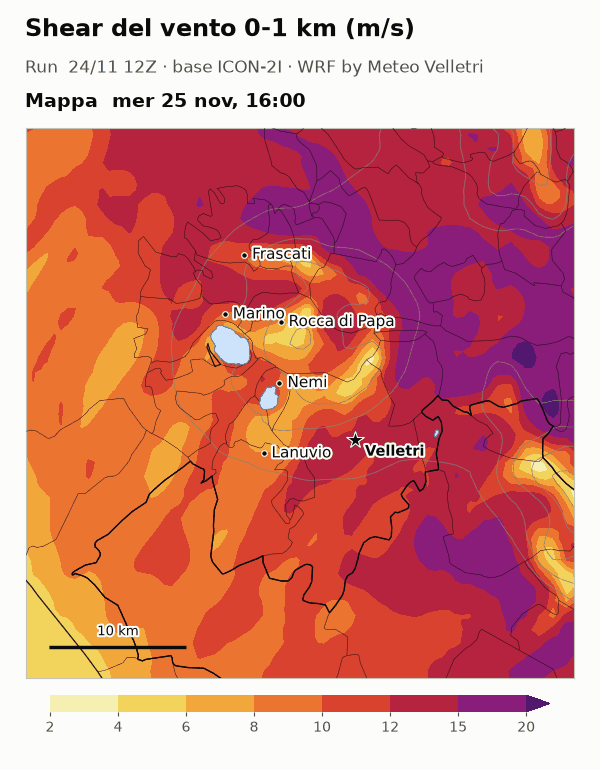 Shear del vento 0-1 km (m/s)
Run  24/11 12Z · base ICON-2I · WRF by Meteo Velletri
Mappa  mer 25 nov, 16:00
Frascati
Marino
Rocca di Papa
Nemi
Velletri
Lanuvio
10 km
2 4 6 8 10 12 15 20